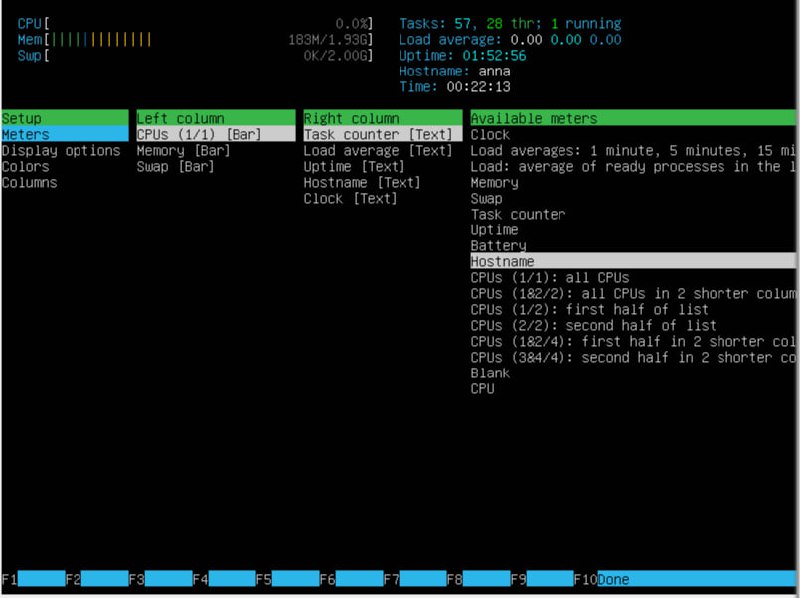 CPU[ 0.0%]
Mem[|||||||||||||| 183M/1.93G]
Swp[ 0K/2.00G]
Tasks: 57, 28 thr; 1 running
Load average: 0.00 0.00 0.00
Uptime: 01:52:56
Hostname: anna
Time: 00:22:13
Setup
Meters
Display options
Colors
Columns
Left column
CPUs (1/1) [Bar]
Memory [Bar]
Swap [Bar]
Right column
Task counter [Text]
Load average [Text]
Uptime [Text]
Hostname [Text]
Clock [Text]
Available meters
Clock
Load averages: 1 minute, 5 minutes, 15 mi
Load: average of ready processes in the l
Memory
Swap
Task counter
Uptime
Battery
Hostname
CPUs (1/1): all CPUs
CPUs (1&2/2): all CPUs in 2 shorter colum
CPUs (1/2): first half of list
CPUs (2/2): second half of list
CPUs (1&2/4): first half in 2 shorter col
CPUs (3&4/4): second half in 2 shorter co
Blank
CPU
F1 F2 F3 F4 F5 F6 F7 F8 F9 F10Done